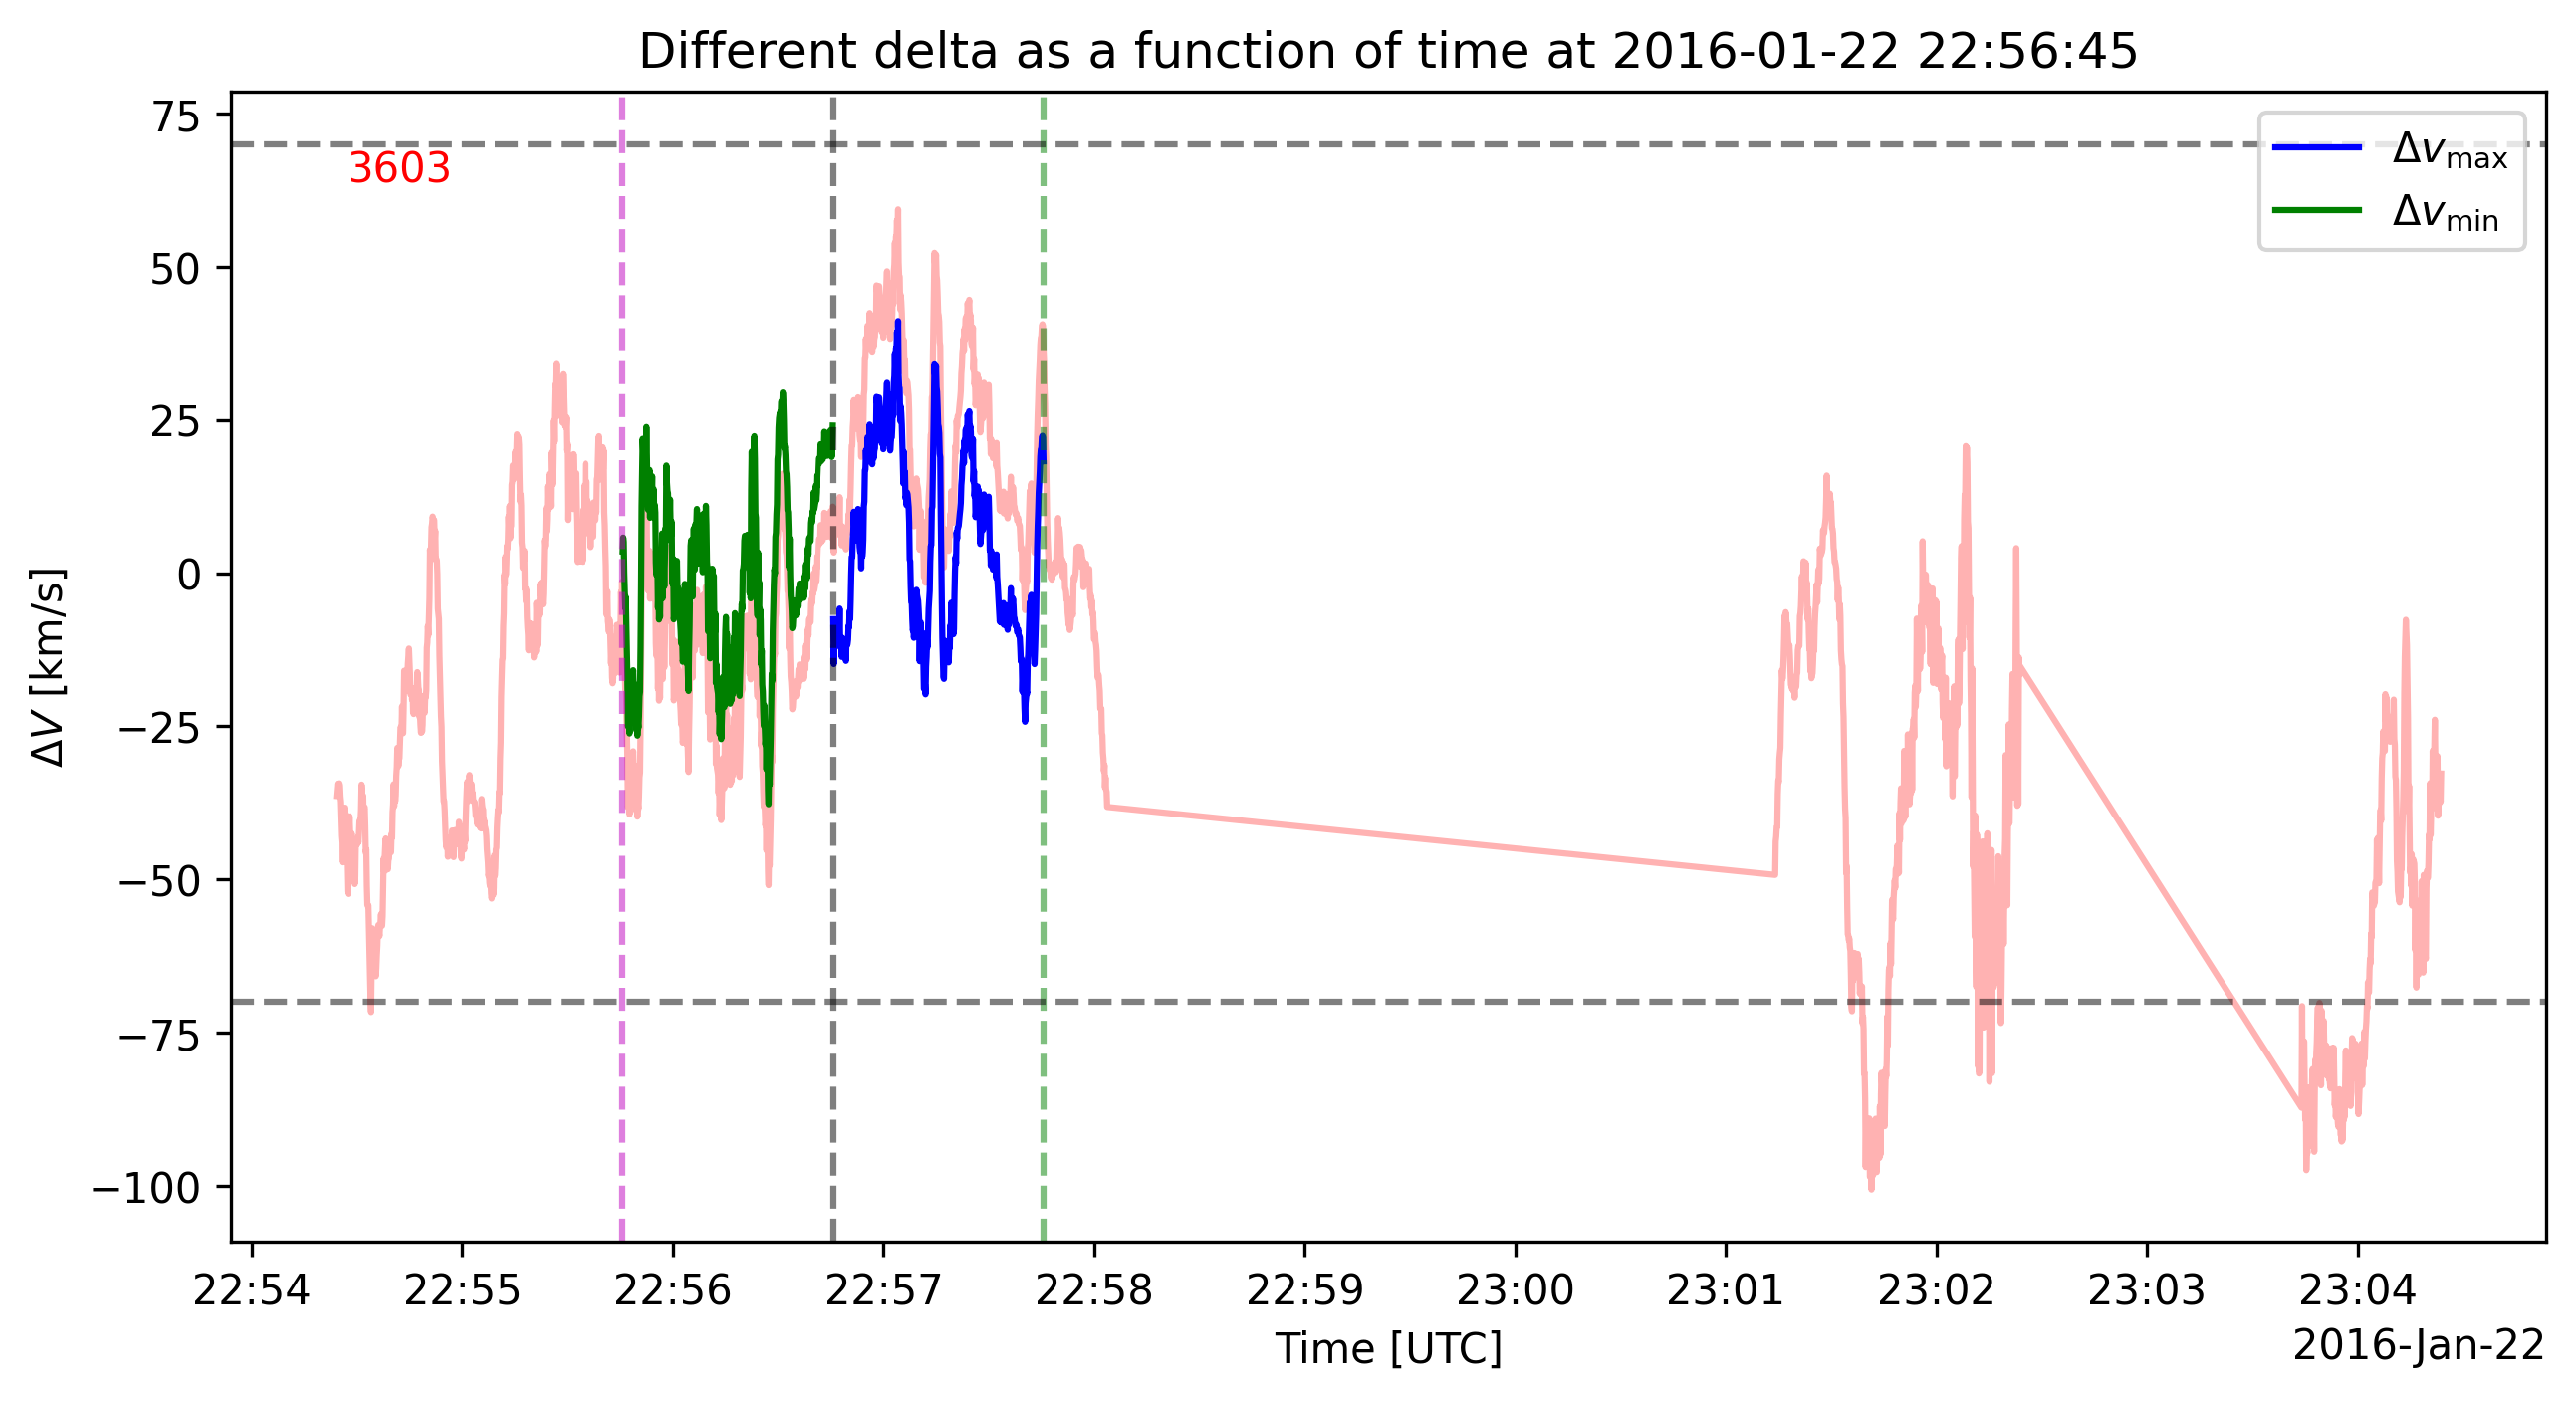 Different delta as a function of time at 2016-01-22 22:56:45
75
50
25
0
−25
−50
−75
−100
ΔV [km/s]
3603
Δv_max
Δv_min
22:54 22:55 22:56 22:57 22:58 22:59 23:00 23:01 23:02 23:03 23:04
Time [UTC]
2016-Jan-22